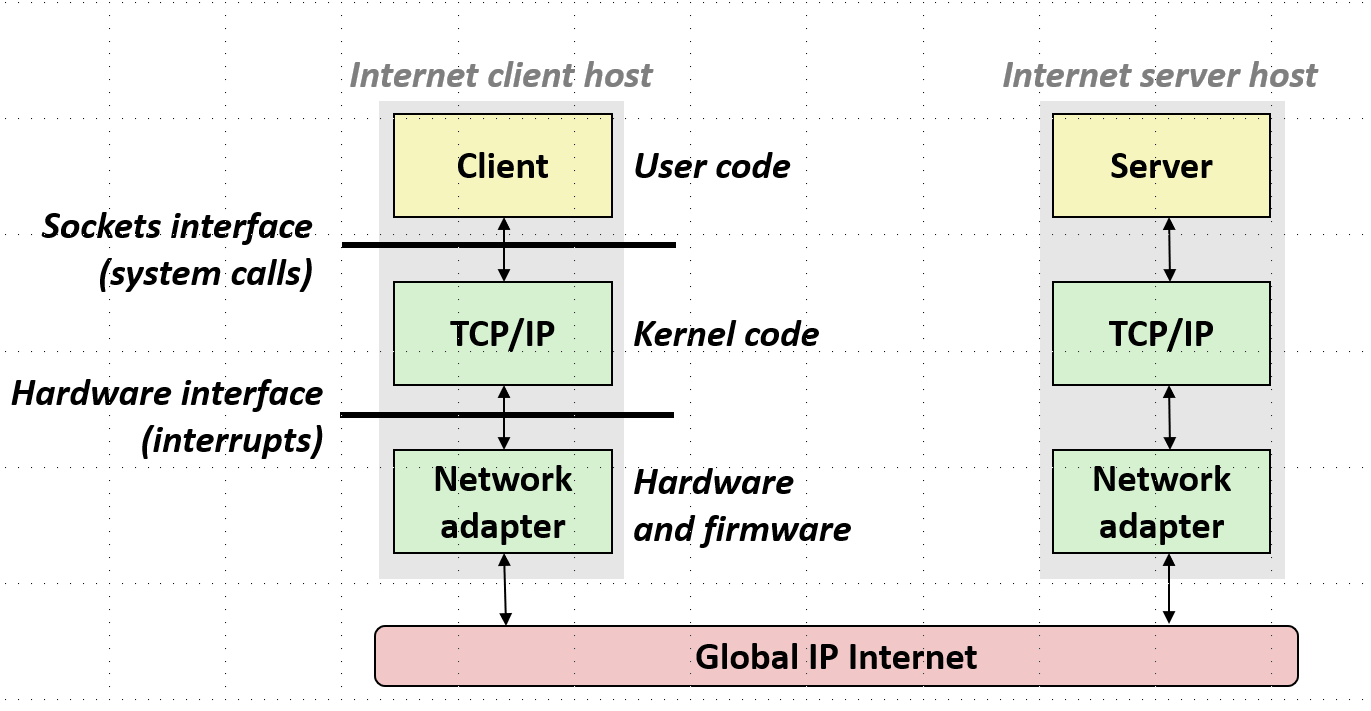 Internet client host
Internet server host
Client
User code
Server
Sockets interface
(system calls)
TCP/IP
Kernel code
TCP/IP
Hardware interface
(interrupts)
Network
adapter
Hardware
and firmware
Network
adapter
Global IP Internet